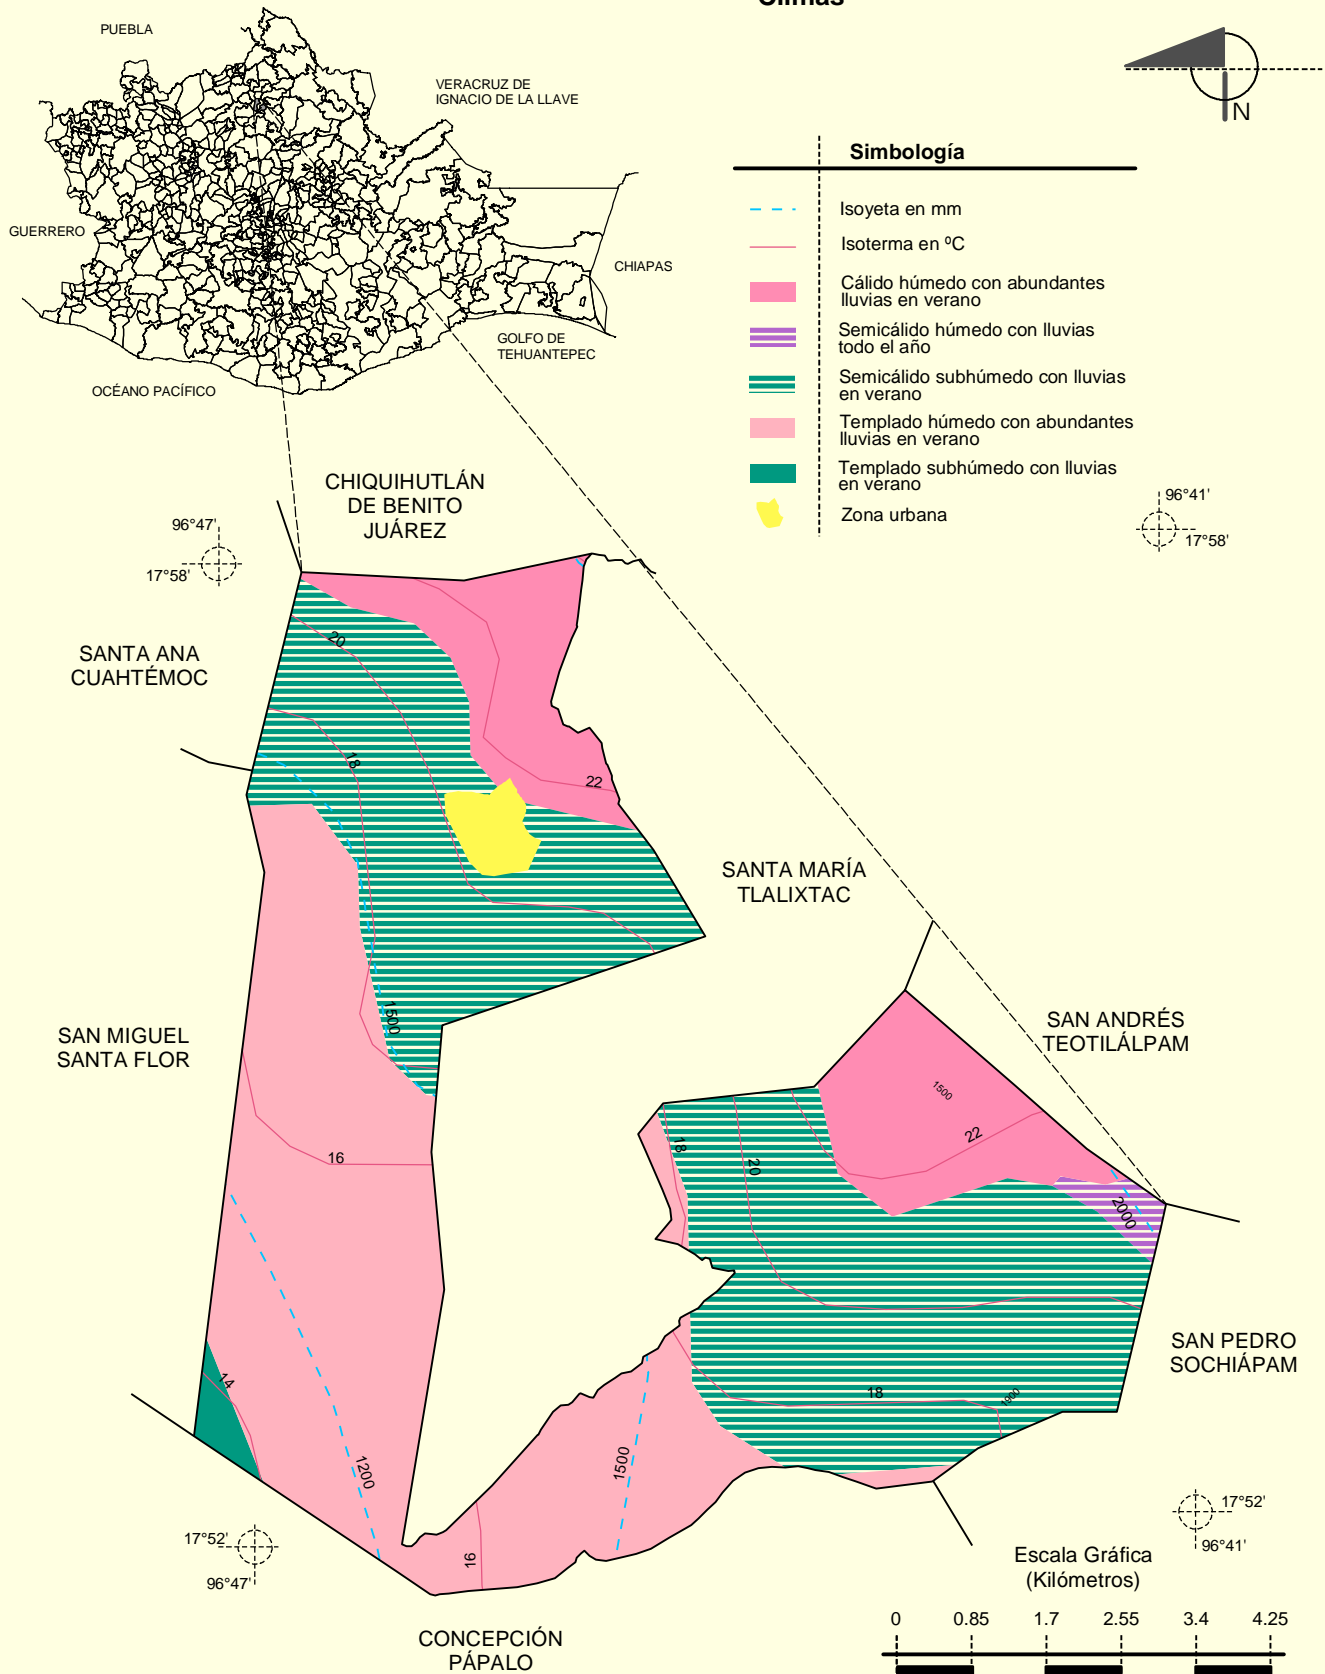 Climas
PUEBLA
VERACRUZ DE
IGNACIO DE LA LLAVE
GUERRERO
CHIAPAS
GOLFO DE
TEHUANTEPEC
OCÉANO PACÍFICO
N
Simbología
Isoyeta en mm
Isoterma en ºC
Cálido húmedo con abundantes
lluvias en verano
Semicálido húmedo con lluvias
todo el año
Semicálido subhúmedo con lluvias
en verano
Templado húmedo con abundantes
lluvias en verano
Templado subhúmedo con lluvias
en verano
Zona urbana
96°47'
17°58'
96°41'
17°58'
CHIQUIHUTLÁN
DE BENITO
JUÁREZ
SANTA ANA
CUAHTÉMOC
20
18
22
SANTA MARÍA
TLALIXTAC
1500
SAN MIGUEL
SANTA FLOR
SAN ANDRÉS
TEOTILÁLPAM
1500
22
18
20
16
2000
SAN PEDRO
SOCHIÁPAM
14
18
1900
1200
1500
16
17°52'
96°47'
17°52'
96°41'
Escala Gráfica
(Kilómetros)
0 0.85 1.7 2.55 3.4 4.25
CONCEPCIÓN
PÁPALO